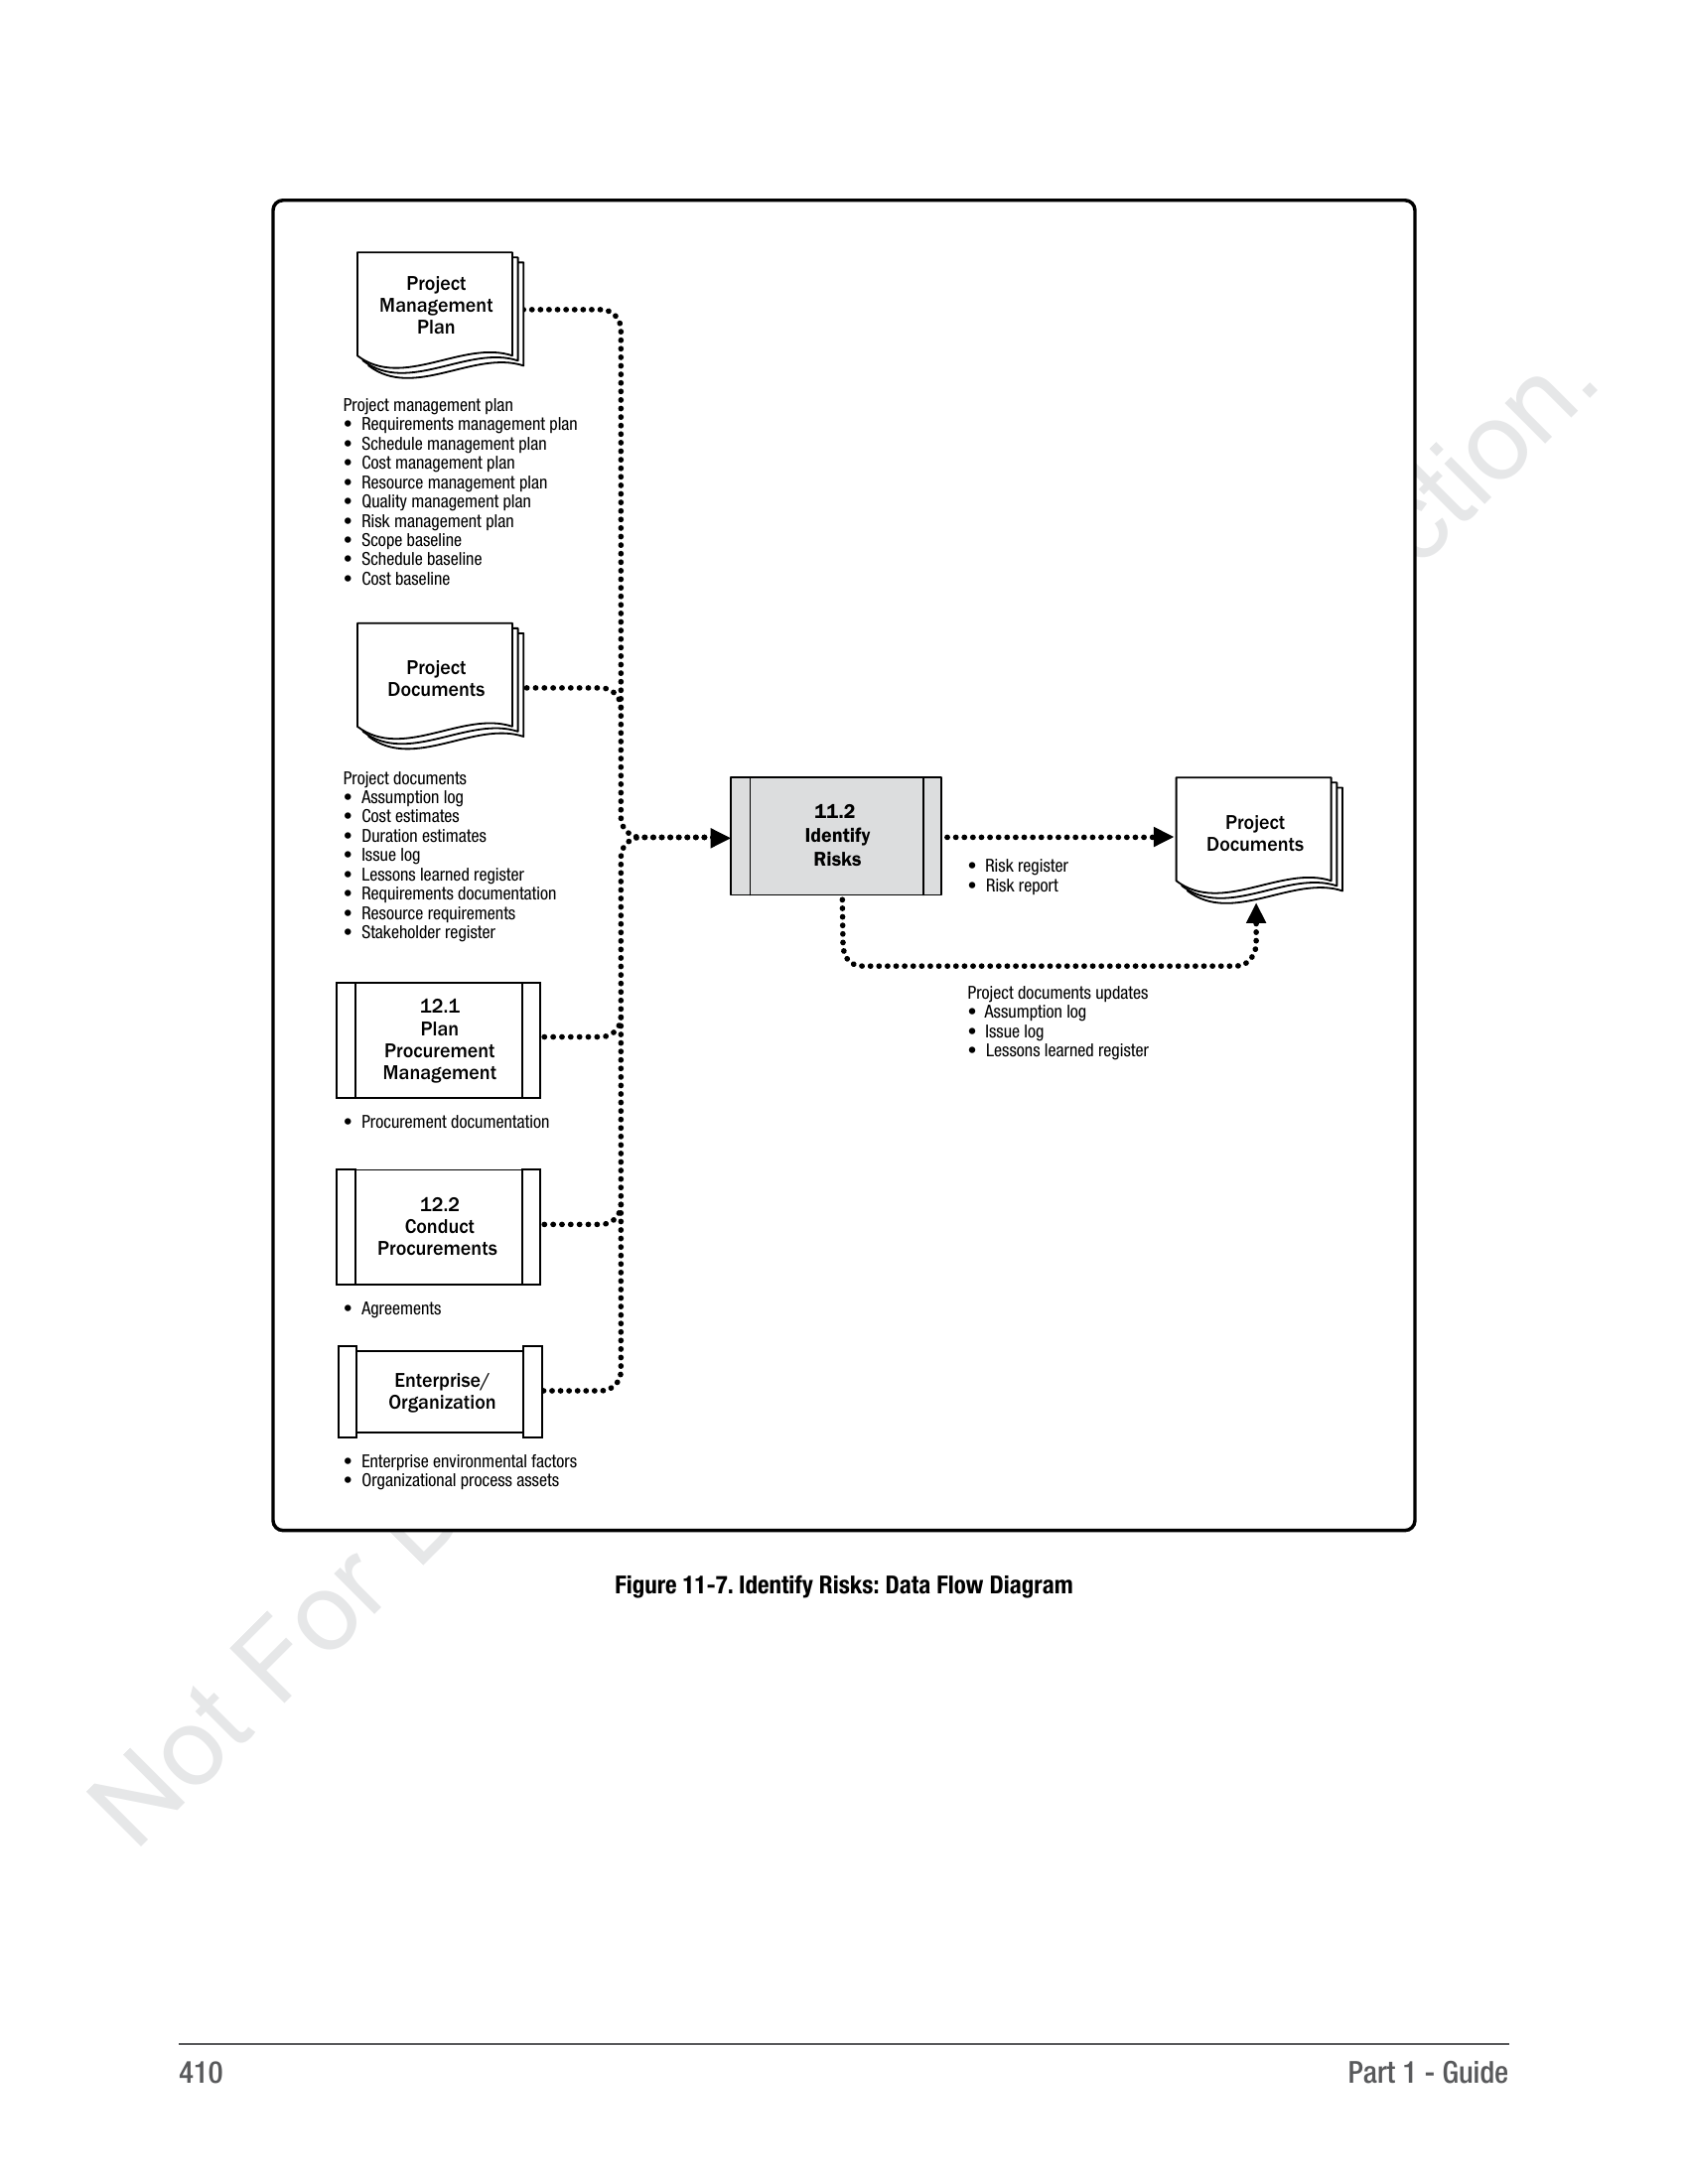 Project
Management
Plan
Project management plan
• Requirements management plan
• Schedule management plan
• Cost management plan
• Resource management plan
• Quality management plan
• Risk management plan
• Scope baseline
• Schedule baseline
• Cost baseline
Project
Documents
Project documents
• Assumption log
• Cost estimates
• Duration estimates
• Issue log
• Lessons learned register
• Requirements documentation
• Resource requirements
• Stakeholder register
12.1
Plan
Procurement
Management
• Procurement documentation
12.2
Conduct
Procurements
• Agreements
Enterprise/
Organization
• Enterprise environmental factors
• Organizational process assets
11.2
Identify
Risks
• Risk register
• Risk report
Project
Documents
Project documents updates
• Assumption log
• Issue log
• Lessons learned register
Figure 11-7. Identify Risks: Data Flow Diagram
Not For
410
Part 1 - Guide